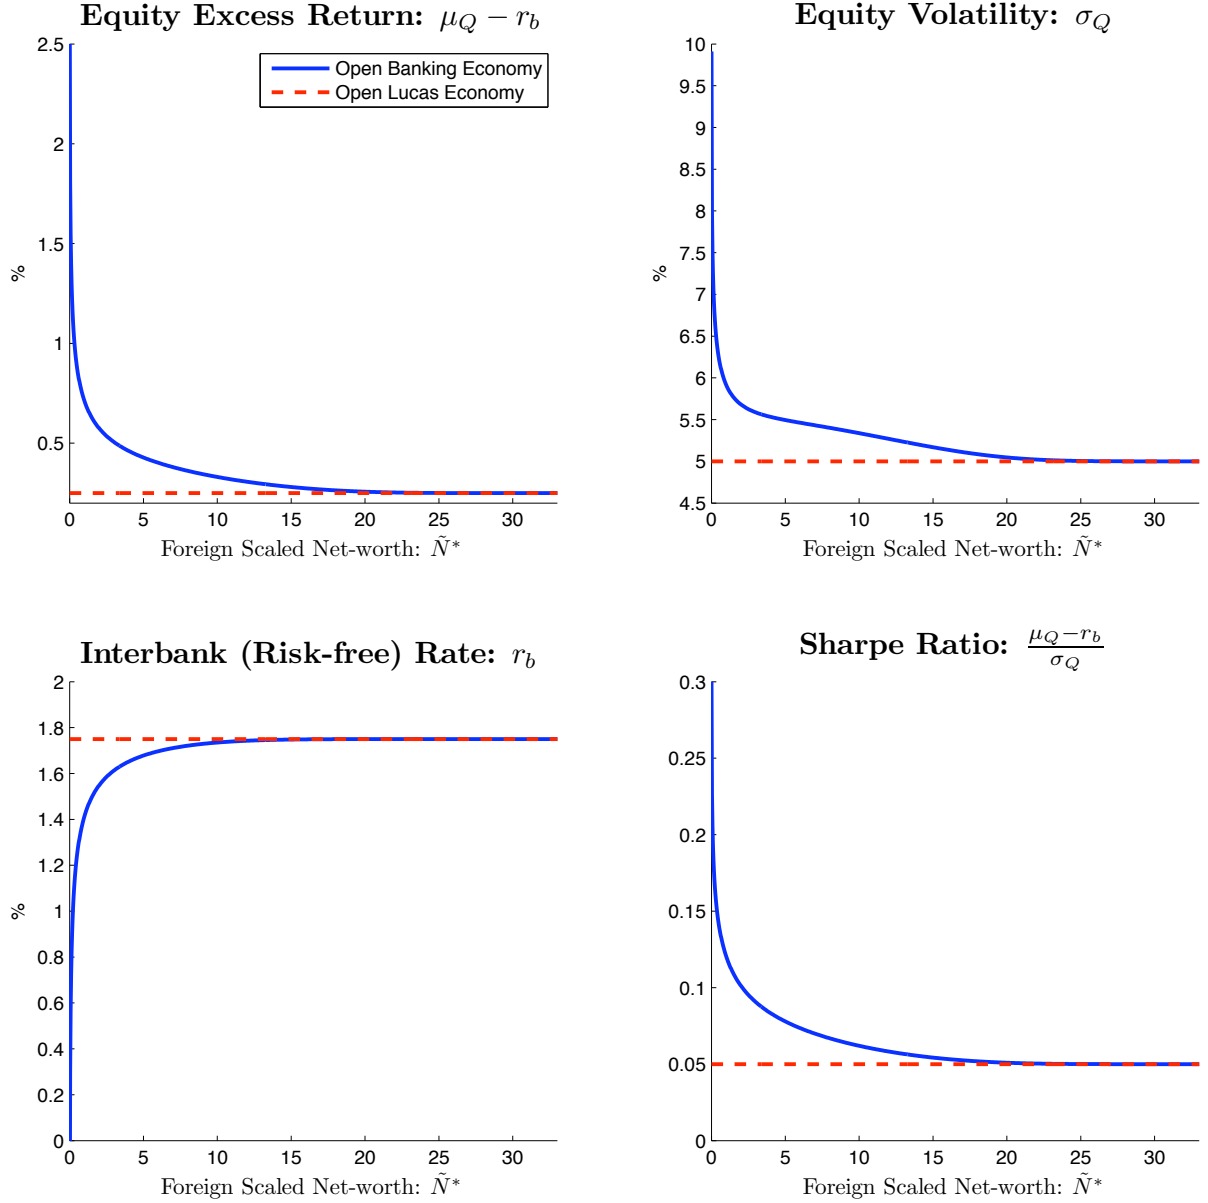 Equity Excess Return: μ_Q − r_b
2.5
2
1.5
1
0.5
%
Open Banking Economy
Open Lucas Economy
0 5 10 15 20 25 30
Foreign Scaled Net-worth: Ñ*
Equity Volatility: σ_Q
10
9.5
9
8.5
8
7.5
7
6.5
6
5.5
5
4.5
%
0 5 10 15 20 25 30
Foreign Scaled Net-worth: Ñ*
Interbank (Risk-free) Rate: r_b
2
1.8
1.6
1.4
1.2
1
0.8
0.6
0.4
0.2
0
%
0 5 10 15 20 25 30
Foreign Scaled Net-worth: Ñ*
Sharpe Ratio: \frac{μ_Q−r_b}{σ_Q}
0.3
0.25
0.2
0.15
0.1
0.05
0
0 5 10 15 20 25 30
Foreign Scaled Net-worth: Ñ*